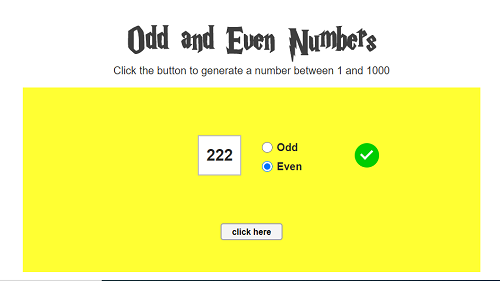 Odd and Even Numbers
Click the button to generate a number between 1 and 1000
222
Odd
Even
click here